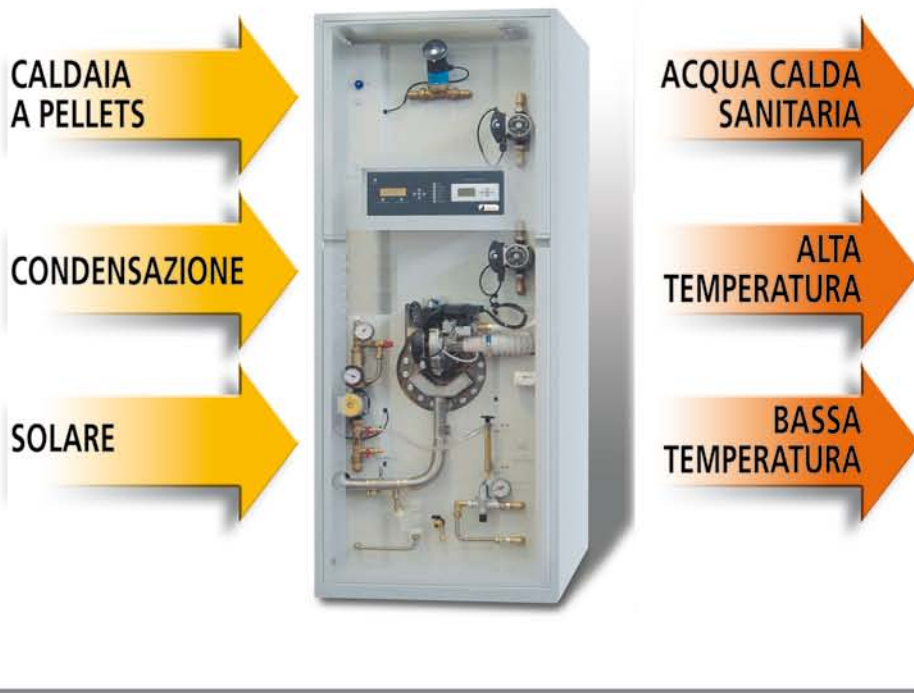 CALDAIA
A PELLETS
CONDENSAZIONE
SOLARE
ACQUA CALDA
SANITARIA
ALTA
TEMPERATURA
BASSA
TEMPERATURA